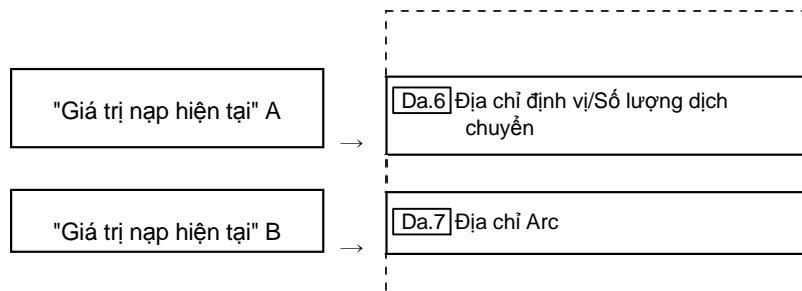 "Giá trị nạp hiện tại" A
→
Da.6 Địa chỉ định vị/Số lượng dịch
chuyển
"Giá trị nạp hiện tại" B
→
Da.7 Địa chỉ Arc